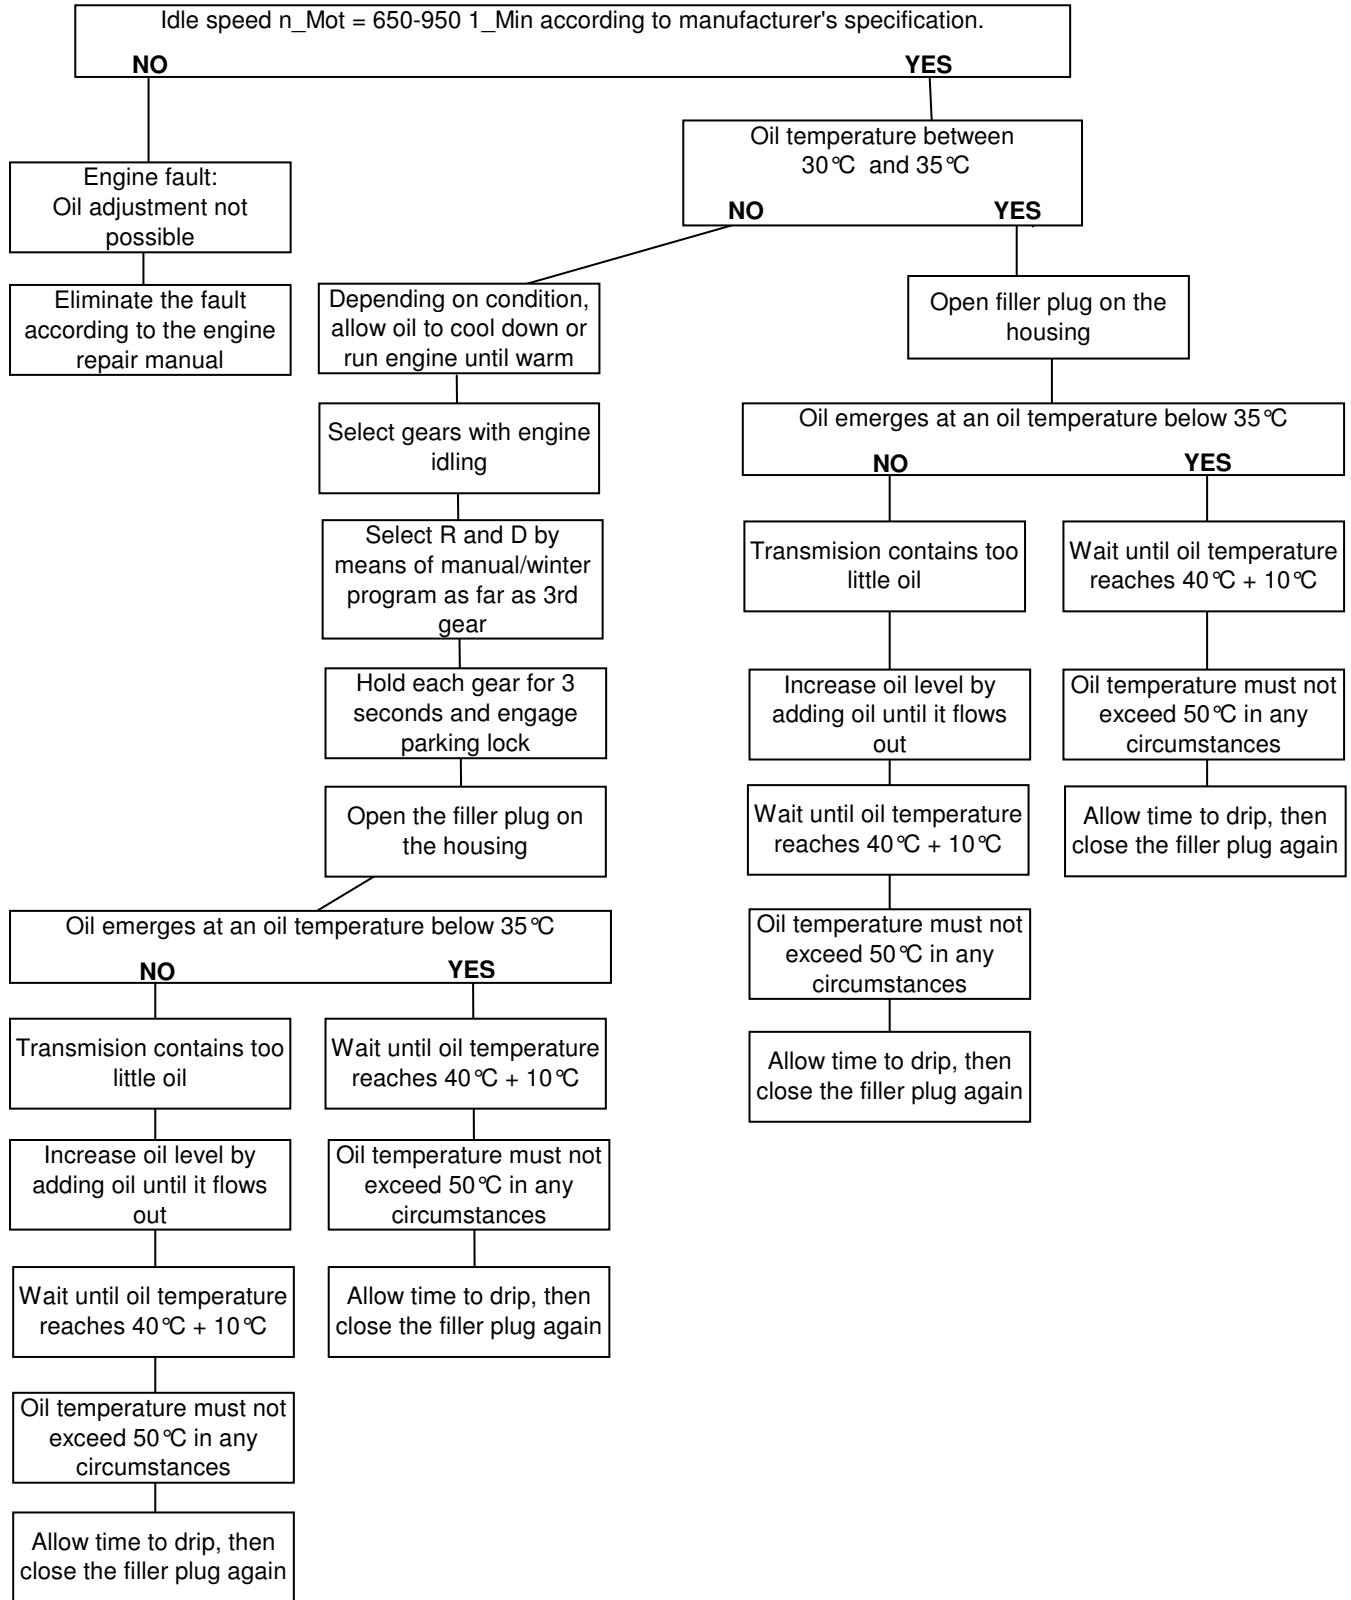 Idle speed n_Mot = 650-950 1_Min according to manufacturer's specification.
NO
YES
Engine fault:
Oil adjustment not
possible
Eliminate the fault
according to the engine
repair manual
Oil temperature between
30°C and 35°C
NO
YES
Depending on condition,
allow oil to cool down or
run engine until warm
Select gears with engine
idling
Select R and D by
means of manual/winter
program as far as 3rd
gear
Hold each gear for 3
seconds and engage
parking lock
Open the filler plug on
the housing
Oil emerges at an oil temperature below 35°C
NO
YES
Transmision contains too
little oil
Increase oil level by
adding oil until it flows
out
Wait until oil temperature
reaches 40°C + 10°C
Oil temperature must not
exceed 50°C in any
circumstances
Allow time to drip, then
close the filler plug again
Wait until oil temperature
reaches 40°C + 10°C
Oil temperature must not
exceed 50°C in any
circumstances
Allow time to drip, then
close the filler plug again
Open filler plug on the
housing
Oil emerges at an oil temperature below 35°C
NO
YES
Transmision contains too
little oil
Increase oil level by
adding oil until it flows
out
Wait until oil temperature
reaches 40°C + 10°C
Oil temperature must not
exceed 50°C in any
circumstances
Allow time to drip, then
close the filler plug again
Wait until oil temperature
reaches 40°C + 10°C
Oil temperature must not
exceed 50°C in any
circumstances
Allow time to drip, then
close the filler plug again